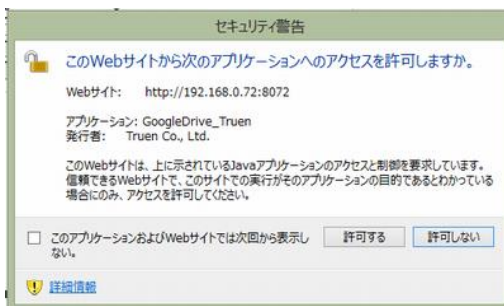 セキュリティ警告
このWebサイトから次のアプリケーションへのアクセスを許可しますか。
Webサイト: http://192.168.0.72:8072
アプリケーション: GoogleDrive_Truen
発行者: Truen Co., Ltd.
このWebサイトは、上に示されているJavaアプリケーションのアクセスと制御を要求しています。
信頼できるWebサイトで、このサイトでの実行がそのアプリケーションの目的であるとわかっている
場合にのみ、アクセスを許可してください。
このアプリケーションおよびWebサイトでは次回から表示し
ない。
許可する
許可しない
詳細情報